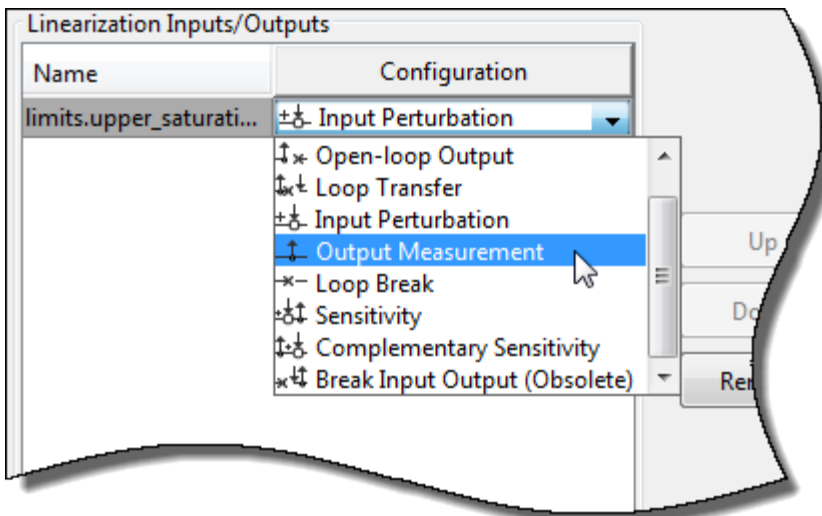 Linearization Inputs/Outputs
Name Configuration
limits.upper_saturati... Input Perturbation
Open-loop Output
Loop Transfer
Input Perturbation
Output Measurement
Up
Loop Break
Sensitivity
Complementary Sensitivity
Break Input Output (Obsolete)